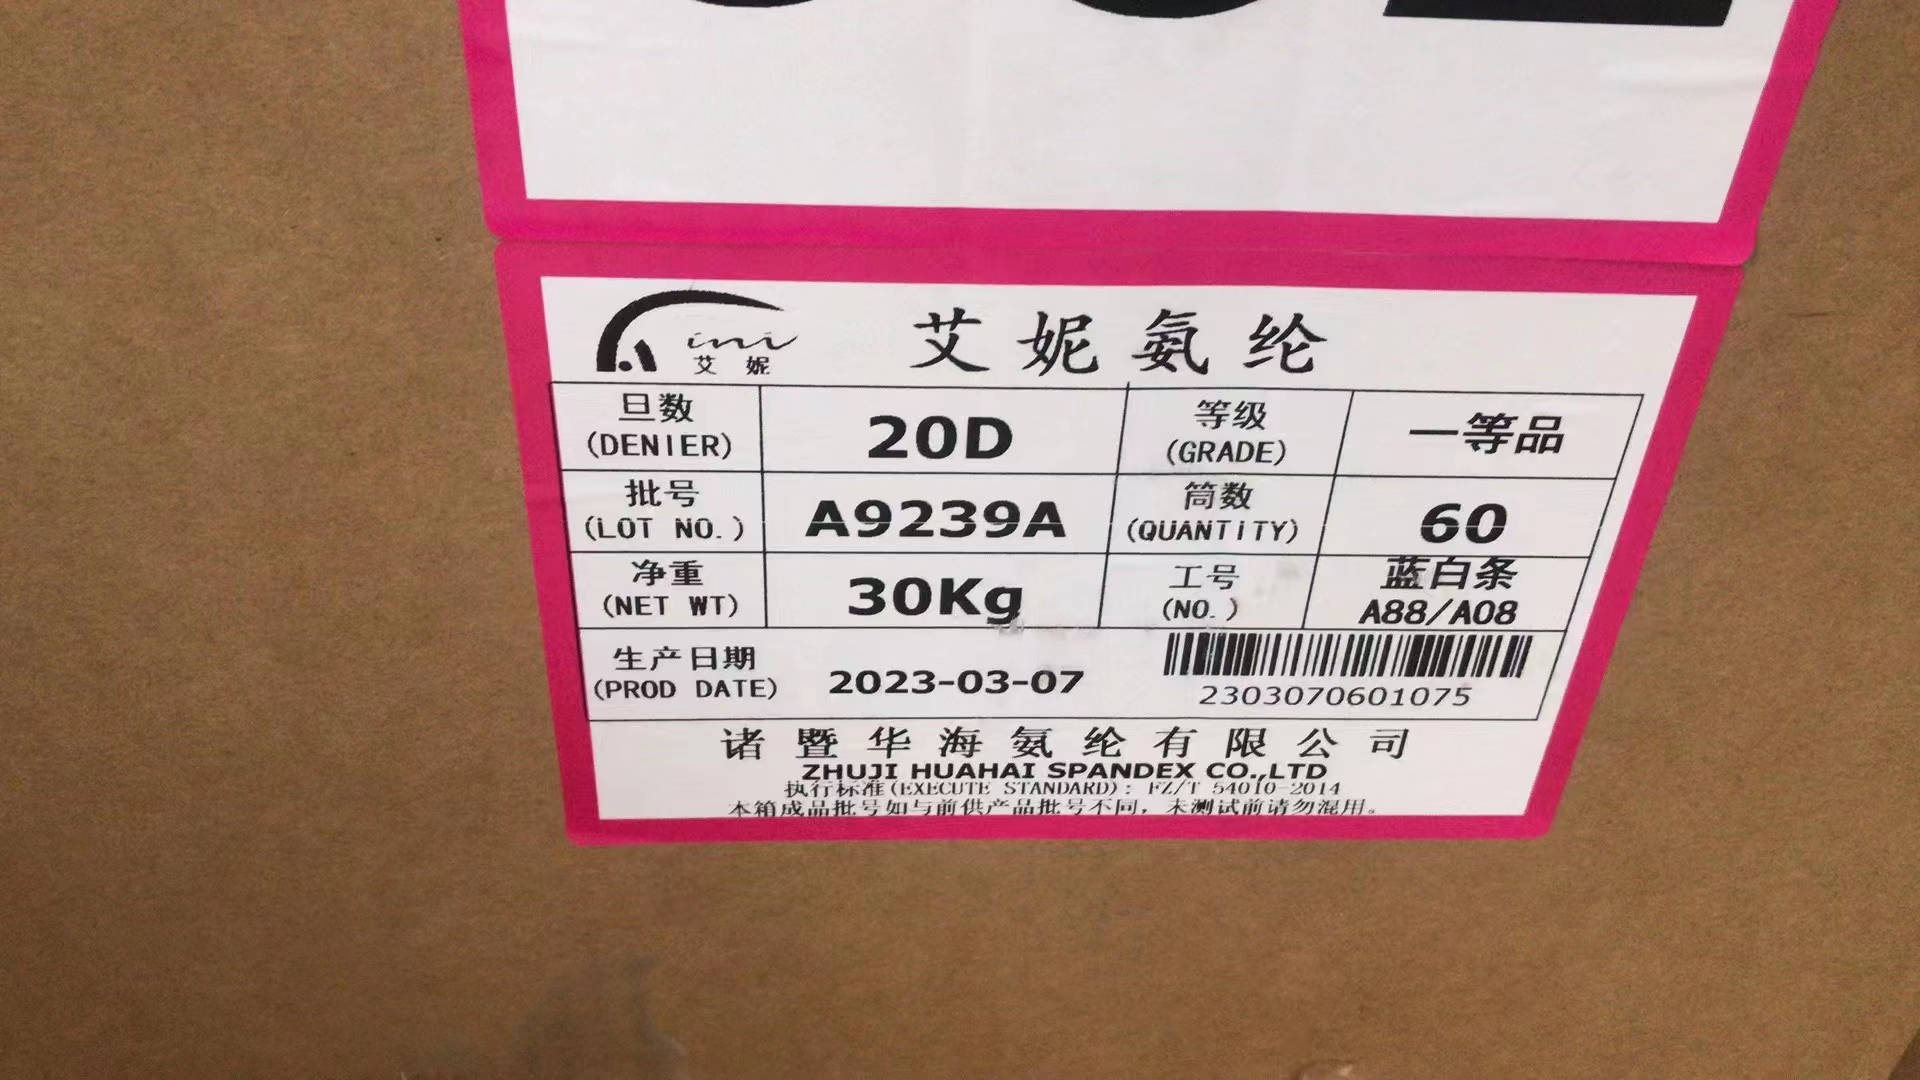 ini
艾妮
艾妮氨纶
旦数
(DENIER)
20D
等级
(GRADE)
一等品
批号
(LOT NO.)
A9239A
筒数
(QUANTITY)
60
净重
(NET WT)
30Kg
工号
(NO.)
蓝白条
A88/A08
生产日期
(PROD DATE)
2023-03-07
2303070601075
诸暨华海氨纶有限公司
ZHUJI HUAHAI SPANDEX CO.,LTD
执行标准(EXECUTE STANDARD): FZ/T 54010-2014
本箱成品批号如与前供产品批号不同，未测试前请勿混用。